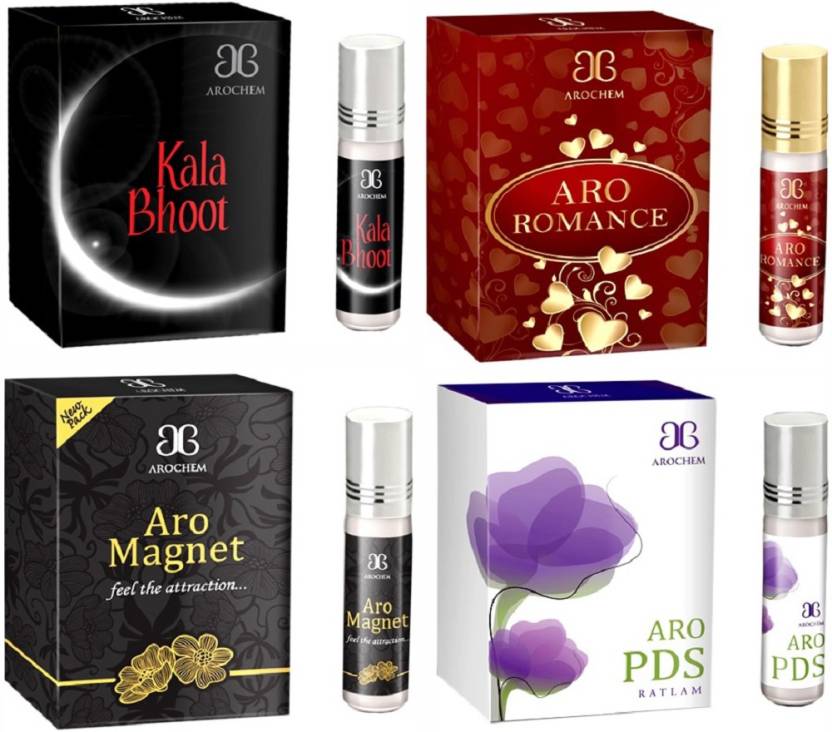 AROCHEM
Kala
Bhoot
AROCHEM
Kala
Bhoot
AROCHEM
ARO
ROMANCE
AROCHEM
ARO
ROMANCE
New
Pack
AROCHEM
Aro
Magnet
feel the attraction...
AROCHEM
Aro
Magnet
feel the attraction...
AROCHEM
ARO
PDS
RATLAM
AROCHEM
ARO
PDS